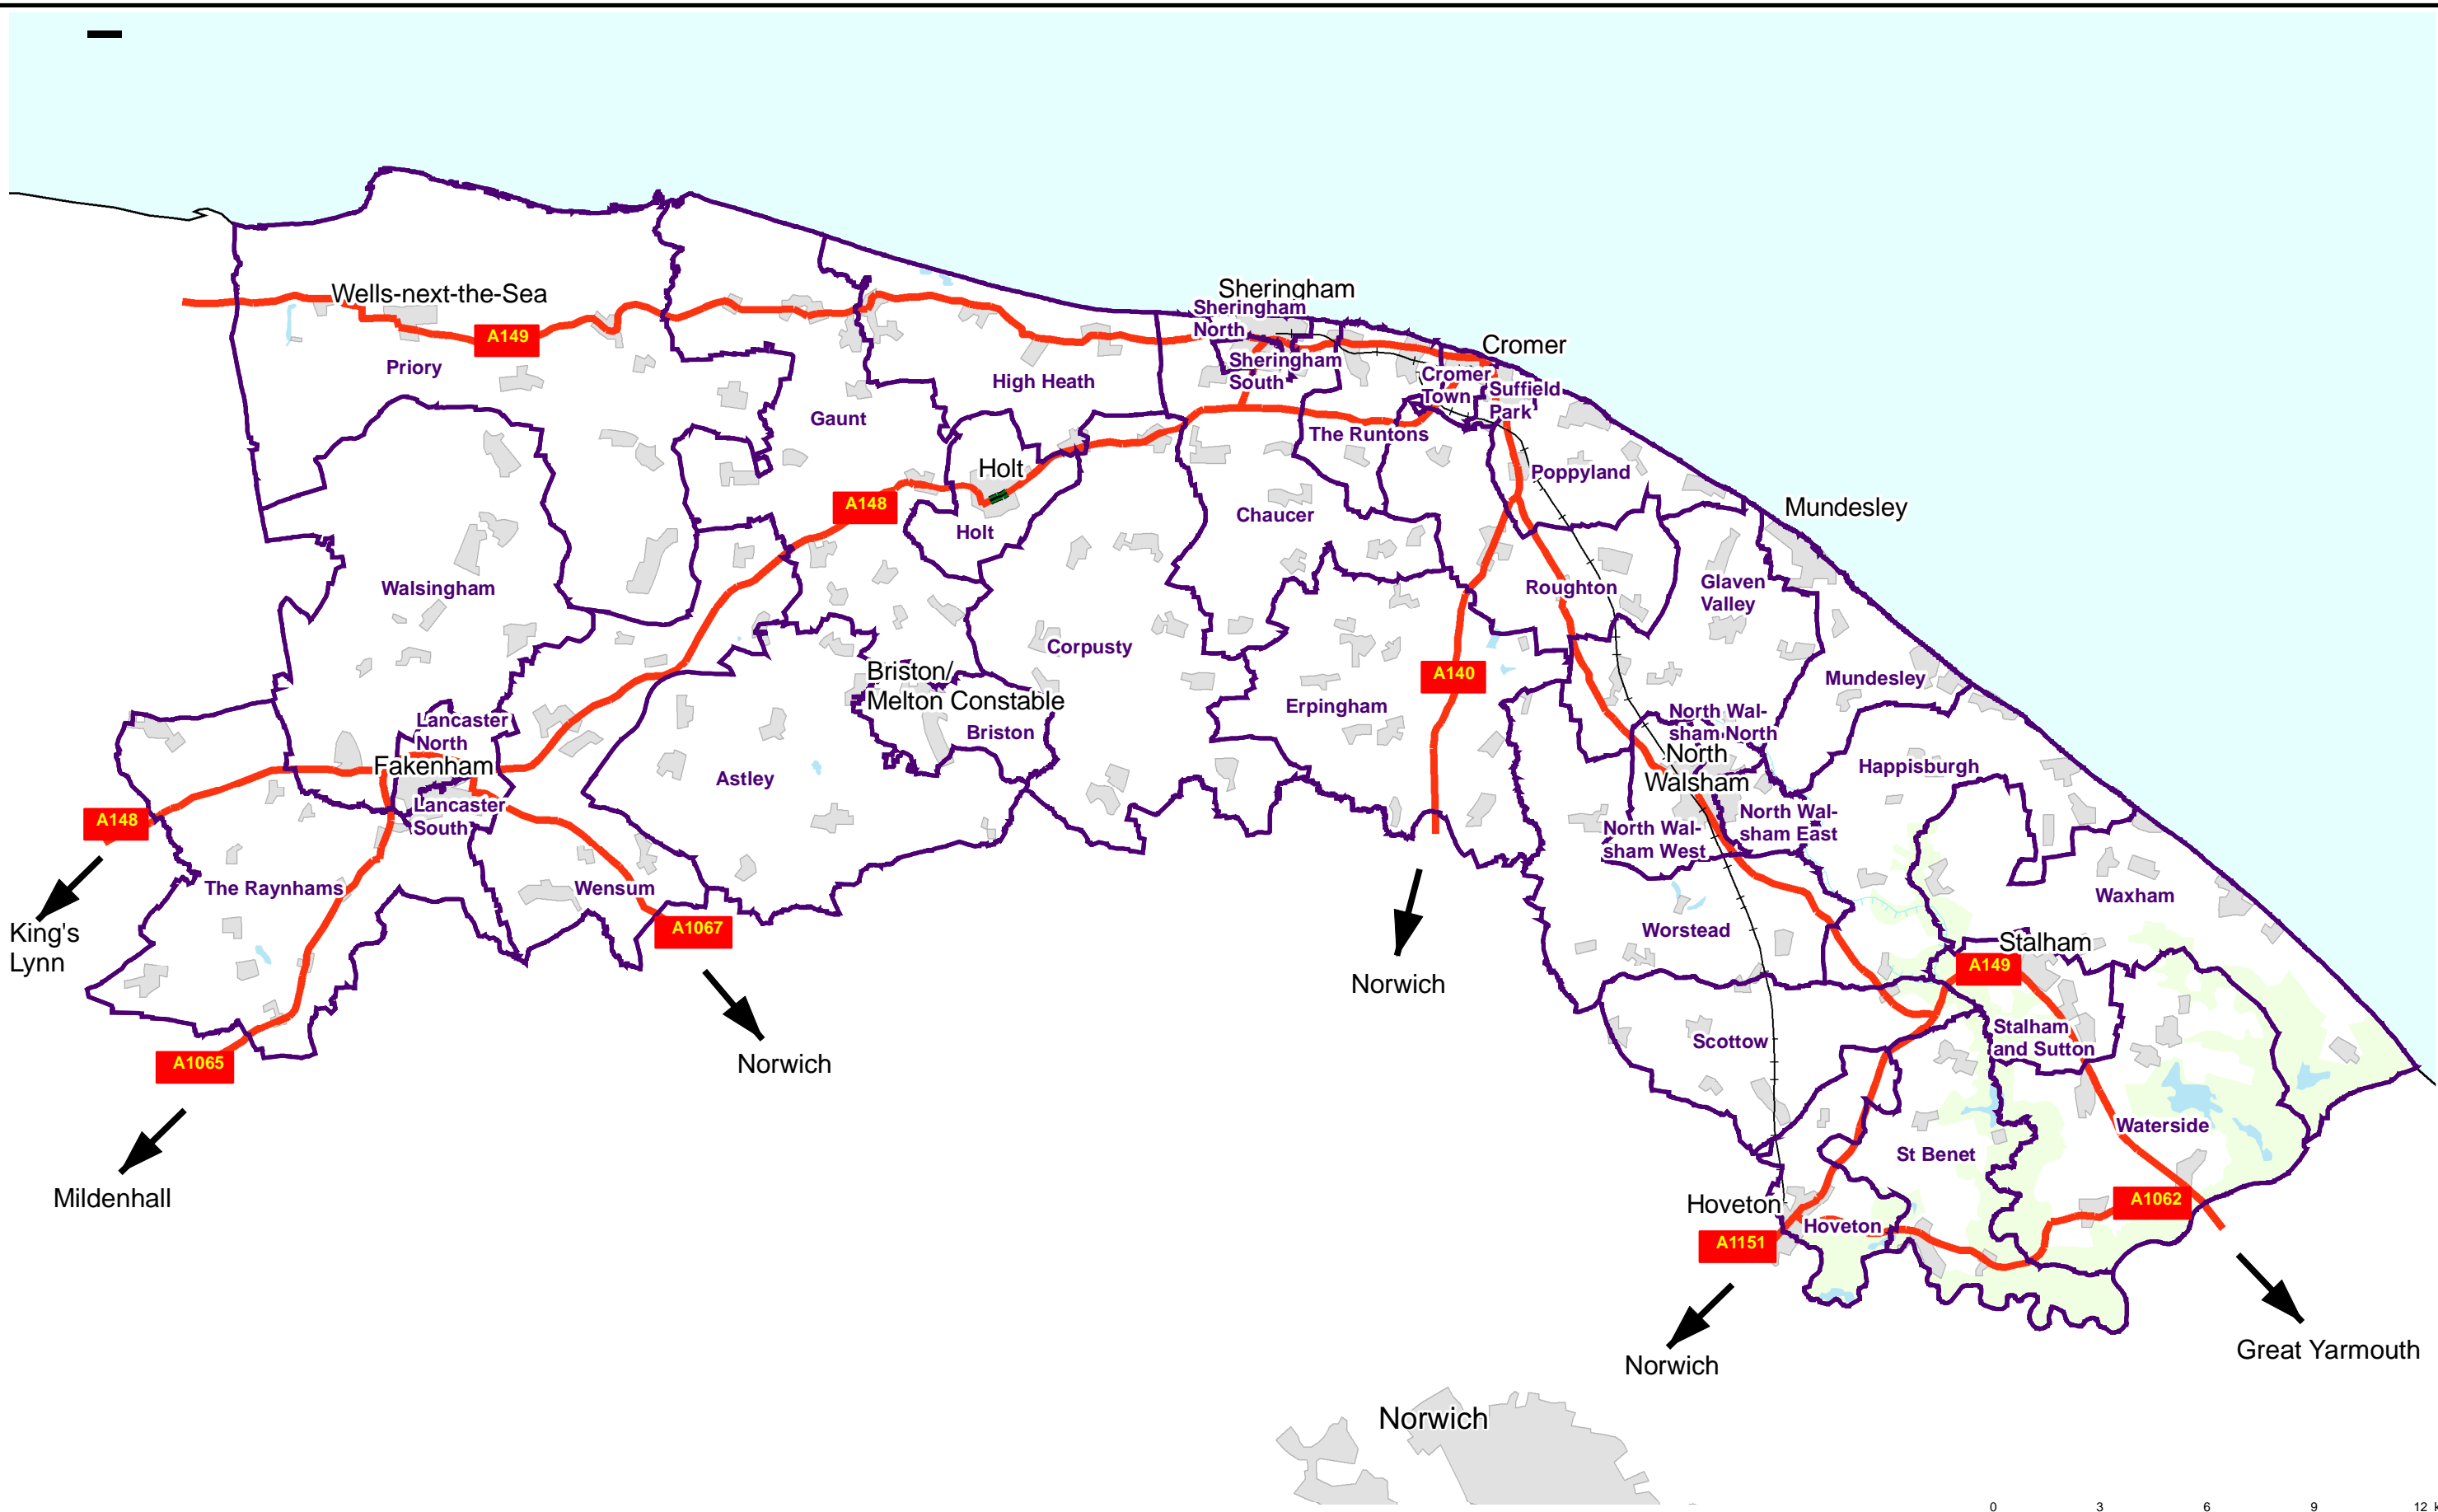 Sheringham
Wells-next-the-Sea
Sheringham
North
A149
Cromer
Sheringham
South
Priory
High Heath
Cromer
Town
Suffield
Park
Gaunt
The Runtons
Holt
Poppyland
A148
Mundesley
Chaucer
Holt
Walsingham
Roughton
Glaven
Valley
Corpusty
Briston/
Melton Constable
A140
Mundesley
Erpingham
Lancaster
North
North Wal-
sham North
Briston
Fakenham
North
Walsham
Happisburgh
Astley
Lancaster
South
A148
North Wal-
sham East
North Wal-
sham West
The Raynhams
Wensum
Waxham
A1067
Worstead
King's
Lynn
Stalham
A149
Norwich
Stalham
and Sutton
Scottow
A1065
Norwich
Waterside
St Benet
Mildenhall
Hoveton
A1062
Hoveton
A1151
Great Yarmouth
Norwich
Norwich
0 3 6 9 12